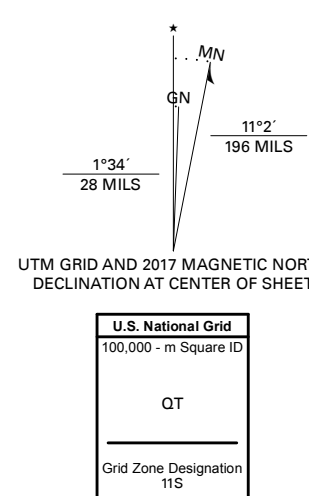 ★
MN
GN
11°2´
196 MILS
1°34´
28 MILS
UTM GRID AND 2017 MAGNETIC NORT
DECLINATION AT CENTER OF SHEET
U.S. National Grid
100,000 - m Square ID
QT
Grid Zone Designation
11S